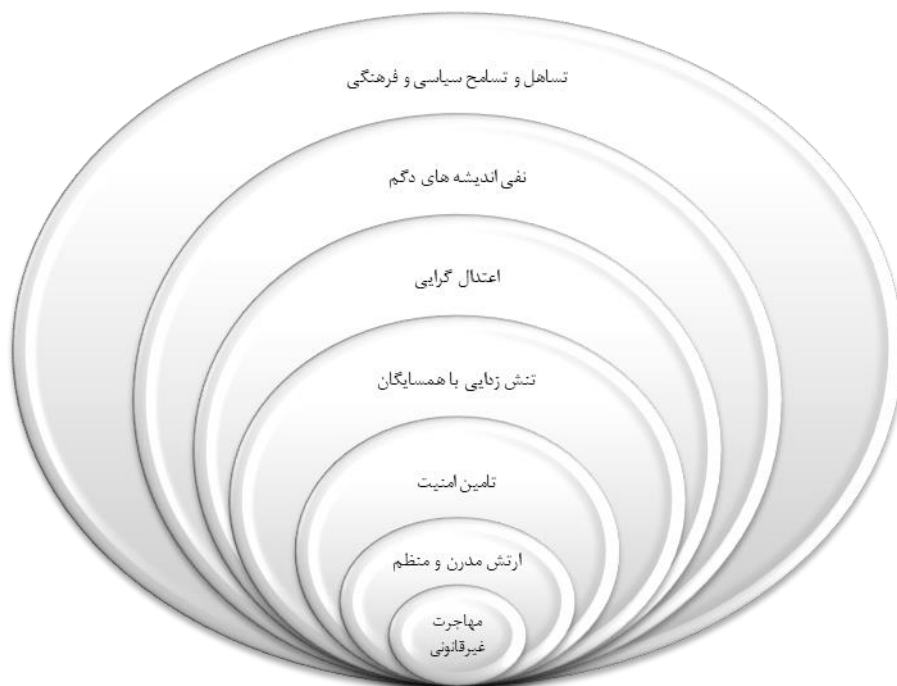 تساهل و تسامح سیاسی و فرهنگی
نفی اندیشه های دگم
اعتدال گرایی
تنش زدایی با همسایگان
تامین امنیت
ارتش مدرن و منظم
مهاجرت
غیرقانونی